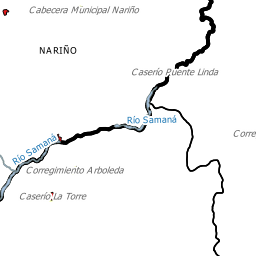 Cabecera Municipal Nariño
NARIÑO
Caserío Puente Linda
Río Samaná
Corre
Río Samaná
Corregimiento Arboleda
Caserío La Torre